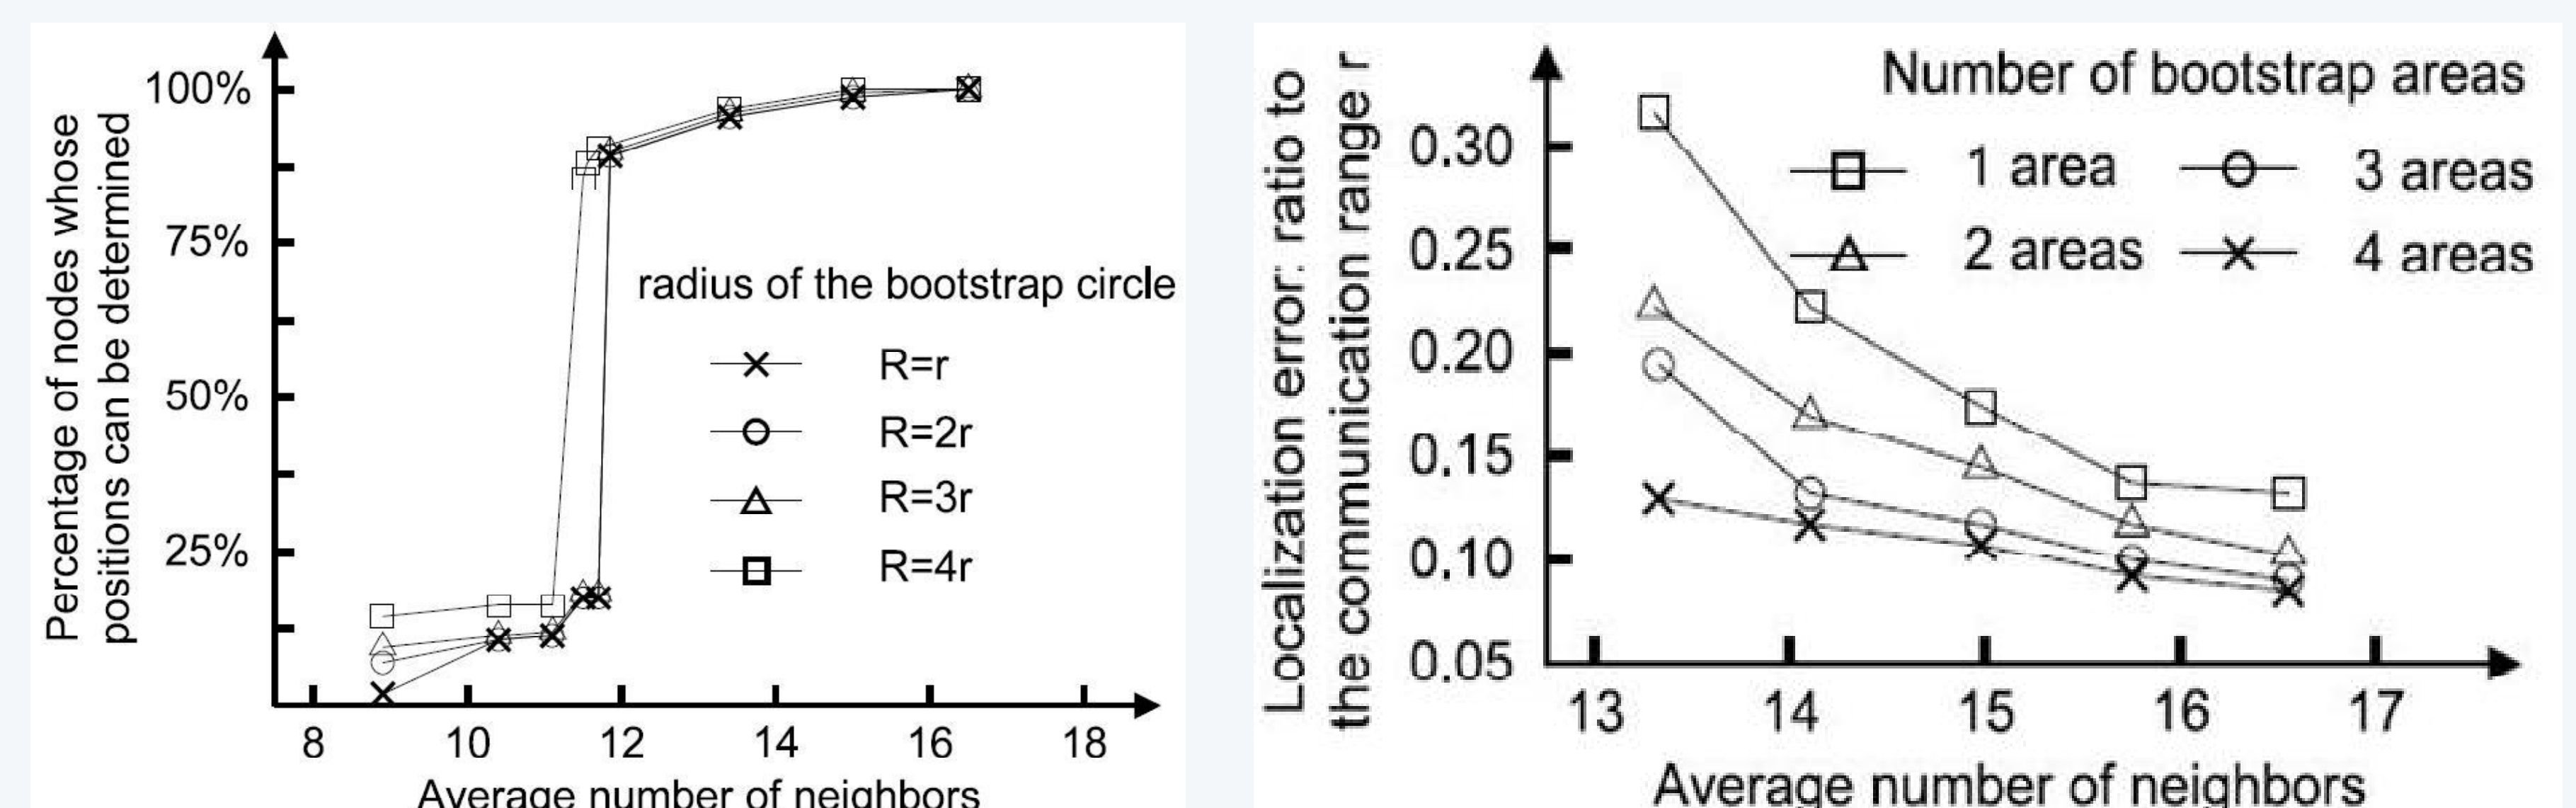 Percentage of nodes whose
positions can be determined
100%
75%
50%
25%
radius of the bootstrap circle
R=r
R=2r
R=3r
R=4r
8 10 12 14 16 18
Average number of neighbors
Localization error: ratio to
the communication range r
0.30
0.25
0.20
0.15
0.10
0.05
Number of bootstrap areas
1 area 3 areas
2 areas 4 areas
13 14 15 16 17
Average number of neighbors